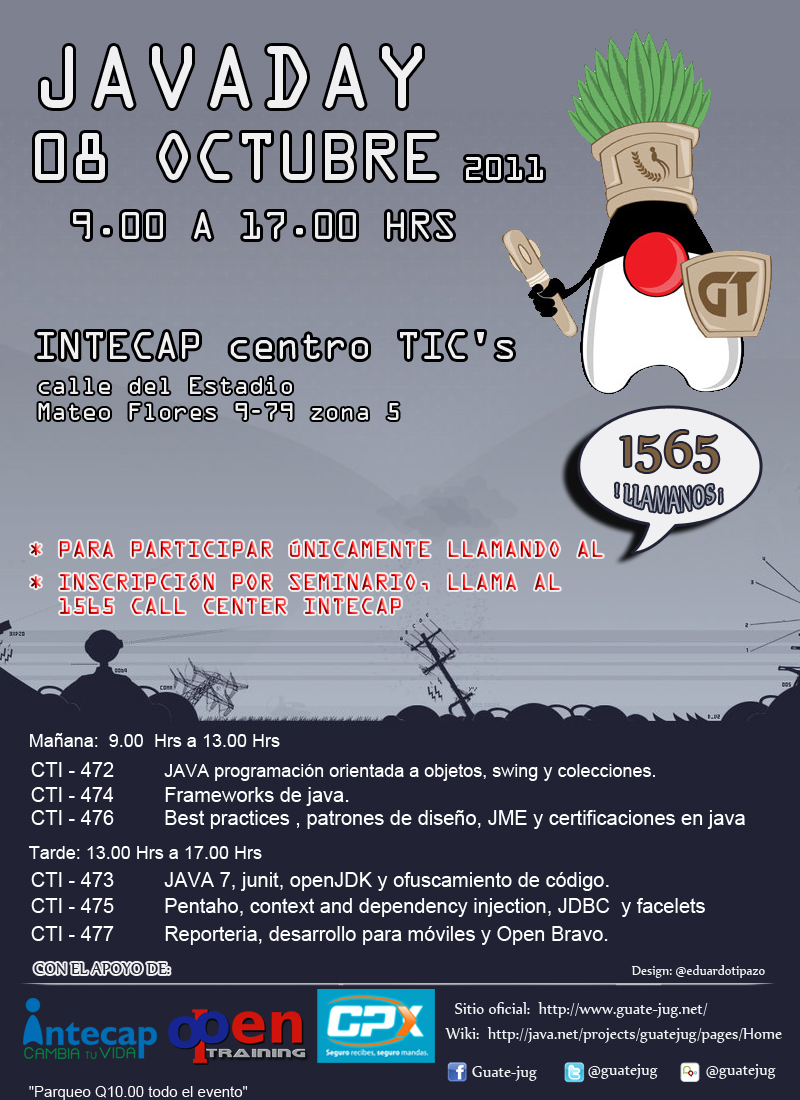 JAVADAY
08 OCTUBRE 2011
9.00 A 17.00 HRS
GT
INTECAP centro TIC's
calle del Estadio
Mateo Flores 9-79 zona 5
1565
! LLAMANOS¡
* PARA PARTICIPAR ÚNICAMENTE LLAMANDO AL
* INSCRIPCIÓN POR SEMINARIO, LLAMA AL
1565 CALL CENTER INTECAP
Mañana: 9.00 Hrs a 13.00 Hrs
CTI - 472 JAVA programación orientada a objetos, swing y colecciones.
CTI - 474 Frameworks de java.
CTI - 476 Best practices , patrones de diseño, JME y certificaciones en java
Tarde: 13.00 Hrs a 17.00 Hrs
CTI - 473 JAVA 7, junit, openJDK y ofuscamiento de código.
CTI - 475 Pentaho, context and dependency injection, JDBC y facelets
CTI - 477 Reporteria, desarrollo para móviles y Open Bravo.
CON EL APOYO DE:
Design: @eduardotipazo
intecap
CAMBIA TU VIDA
open
TRAINING
CPX
Seguro recibes, seguro mandas.
Sitio oficial: http://www.guate-jug.net/
Wiki: http://java.net/projects/guatejug/pages/Home
Guate-jug @guatejug @guatejug
"Parqueo Q10.00 todo el evento"